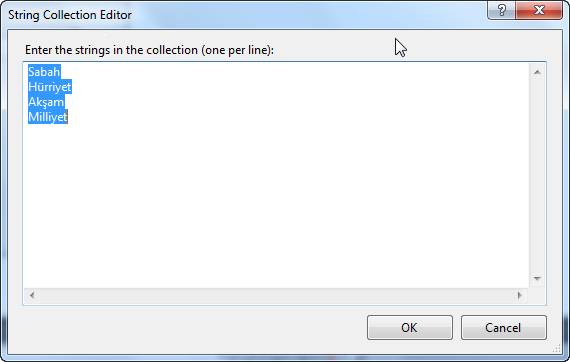 String Collection Editor
Enter the strings in the collection (one per line):
Sabah
Hürriyet
Akşam
Milliyet
OK
Cancel